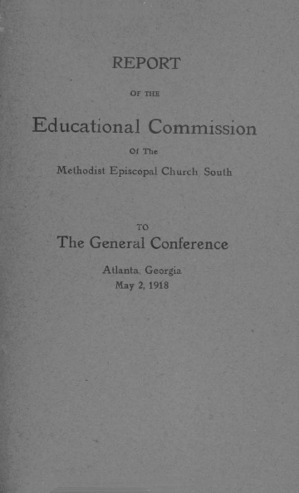 REPORT
OF THE
Educational Commission
Of The
Methodist Episcopal Church South
TO
The General Conference
Atlanta, Georgia
May 2, 1918